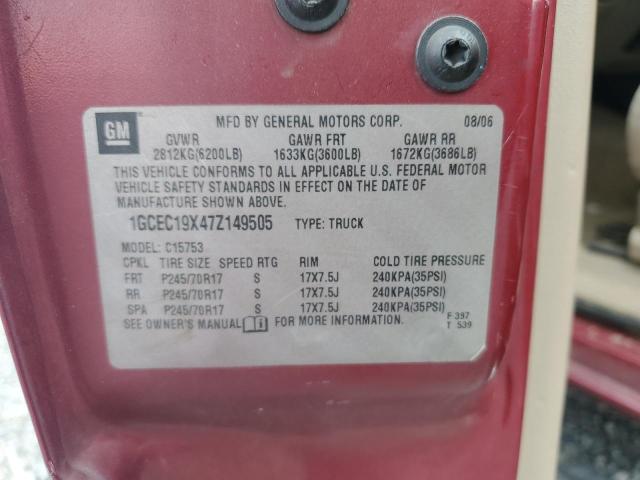 GM
MFD BY GENERAL MOTORS CORP. 08/06
GVWR GAWR FRT GAWR RR
2812KG(6200LB) 1633KG(3600LB) 1672KG(3686LB)
THIS VEHICLE CONFORMS TO ALL APPLICABLE U.S. FEDERAL MOTOR
VEHICLE SAFETY STANDARDS IN EFFECT ON THE DATE OF
MANUFACTURE SHOWN ABOVE.
1GCEC19X47Z149505 TYPE: TRUCK
MODEL: C15753
CPKL TIRE SIZE SPEED RTG RIM COLD TIRE PRESSURE
FRT P245/70R17 S 17X7.5J 240KPA(35PSI)
RR P245/70R17 S 17X7.5J 240KPA(35PSI)
SPA P245/70R17 S 17X7.5J 240KPA(35PSI)
SEE OWNER'S MANUAL FOR MORE INFORMATION. F 397
T 539